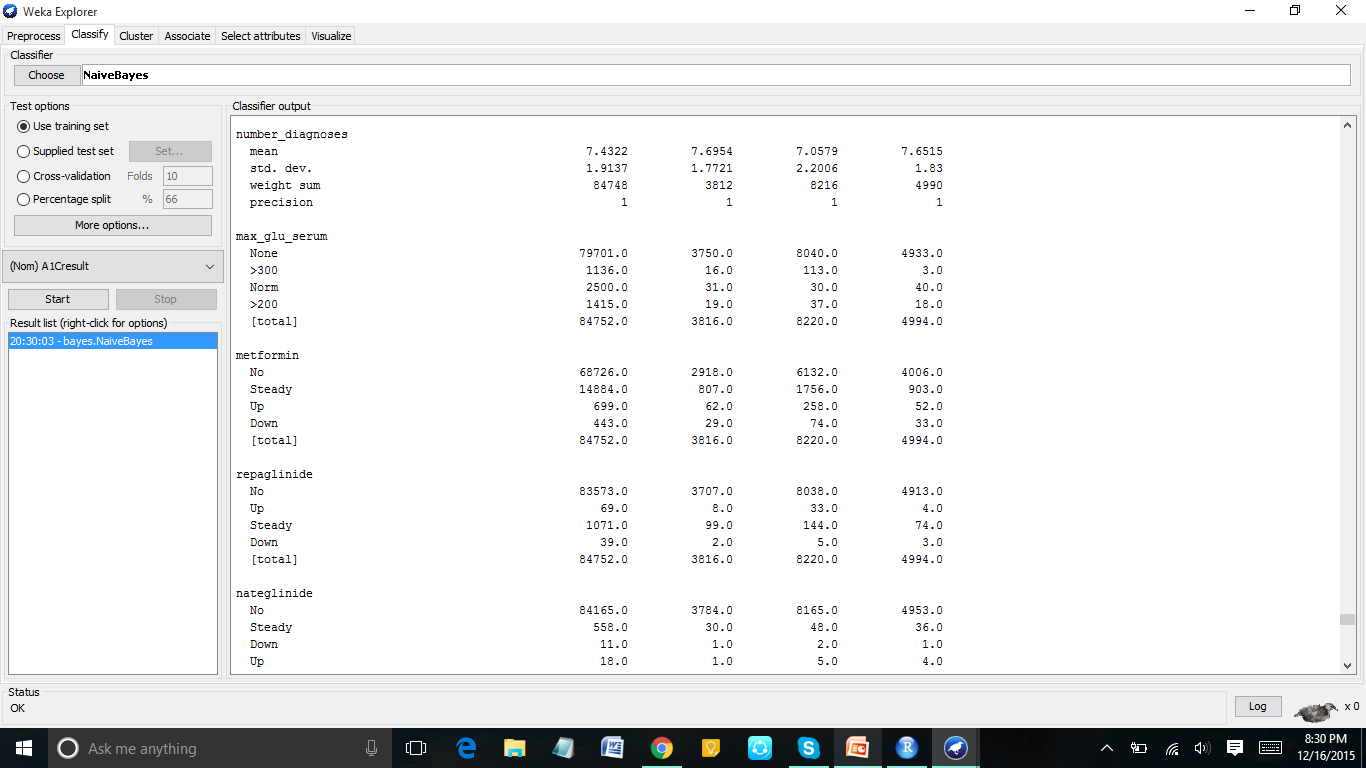 Weka Explorer
Preprocess Classify Cluster Associate Select attributes Visualize
Classifier
Choose NaiveBayes
Test options
Use training set
Supplied test set Set...
Cross-validation Folds 10
Percentage split % 66
More options...
(Nom) A1Cresult
Start Stop
Result list (right-click for options)
20:30:03 - bayes.NaiveBayes
Classifier output
number_diagnoses
mean 7.4322 7.6954 7.0579 7.6515
std. dev. 1.9137 1.7721 2.2006 1.83
weight sum 84748 3812 8216 4990
precision 1 1 1 1
max_glu_serum
None 79701.0 3750.0 8040.0 4933.0
>300 1136.0 16.0 113.0 3.0
Norm 2500.0 31.0 30.0 40.0
>200 1415.0 19.0 37.0 18.0
[total] 84752.0 3816.0 8220.0 4994.0
metformin
No 68726.0 2918.0 6132.0 4006.0
Steady 14884.0 807.0 1756.0 903.0
Up 699.0 62.0 258.0 52.0
Down 443.0 29.0 74.0 33.0
[total] 84752.0 3816.0 8220.0 4994.0
repaglinide
No 83573.0 3707.0 8038.0 4913.0
Up 69.0 8.0 33.0 4.0
Steady 1071.0 99.0 144.0 74.0
Down 39.0 2.0 5.0 3.0
[total] 84752.0 3816.0 8220.0 4994.0
nateglinide
No 84165.0 3784.0 8165.0 4953.0
Steady 558.0 30.0 48.0 36.0
Down 11.0 1.0 2.0 1.0
Up 18.0 1.0 5.0 4.0
Status
OK
Log x 0
Ask me anything
8:30 PM
12/16/2015